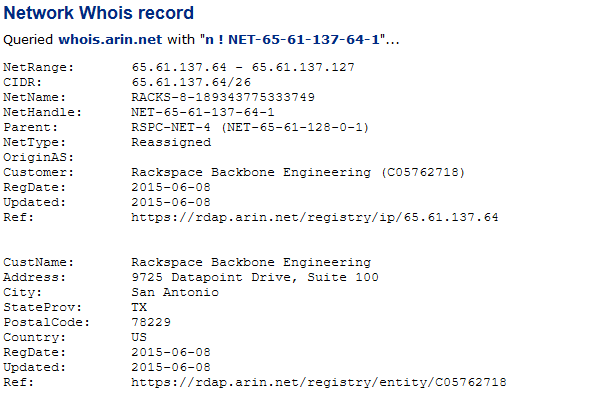 Network Whois record
Queried whois.arin.net with "n ! NET-65-61-137-64-1"...
NetRange: 65.61.137.64 - 65.61.137.127
CIDR: 65.61.137.64/26
NetName: RACKS-8-189343775333749
NetHandle: NET-65-61-137-64-1
Parent: RSPC-NET-4 (NET-65-61-128-0-1)
NetType: Reassigned
OriginAS:
Customer: Rackspace Backbone Engineering (C05762718)
RegDate: 2015-06-08
Updated: 2015-06-08
Ref: https://rdap.arin.net/registry/ip/65.61.137.64
CustName: Rackspace Backbone Engineering
Address: 9725 Datapoint Drive, Suite 100
City: San Antonio
StateProv: TX
PostalCode: 78229
Country: US
RegDate: 2015-06-08
Updated: 2015-06-08
Ref: https://rdap.arin.net/registry/entity/C05762718